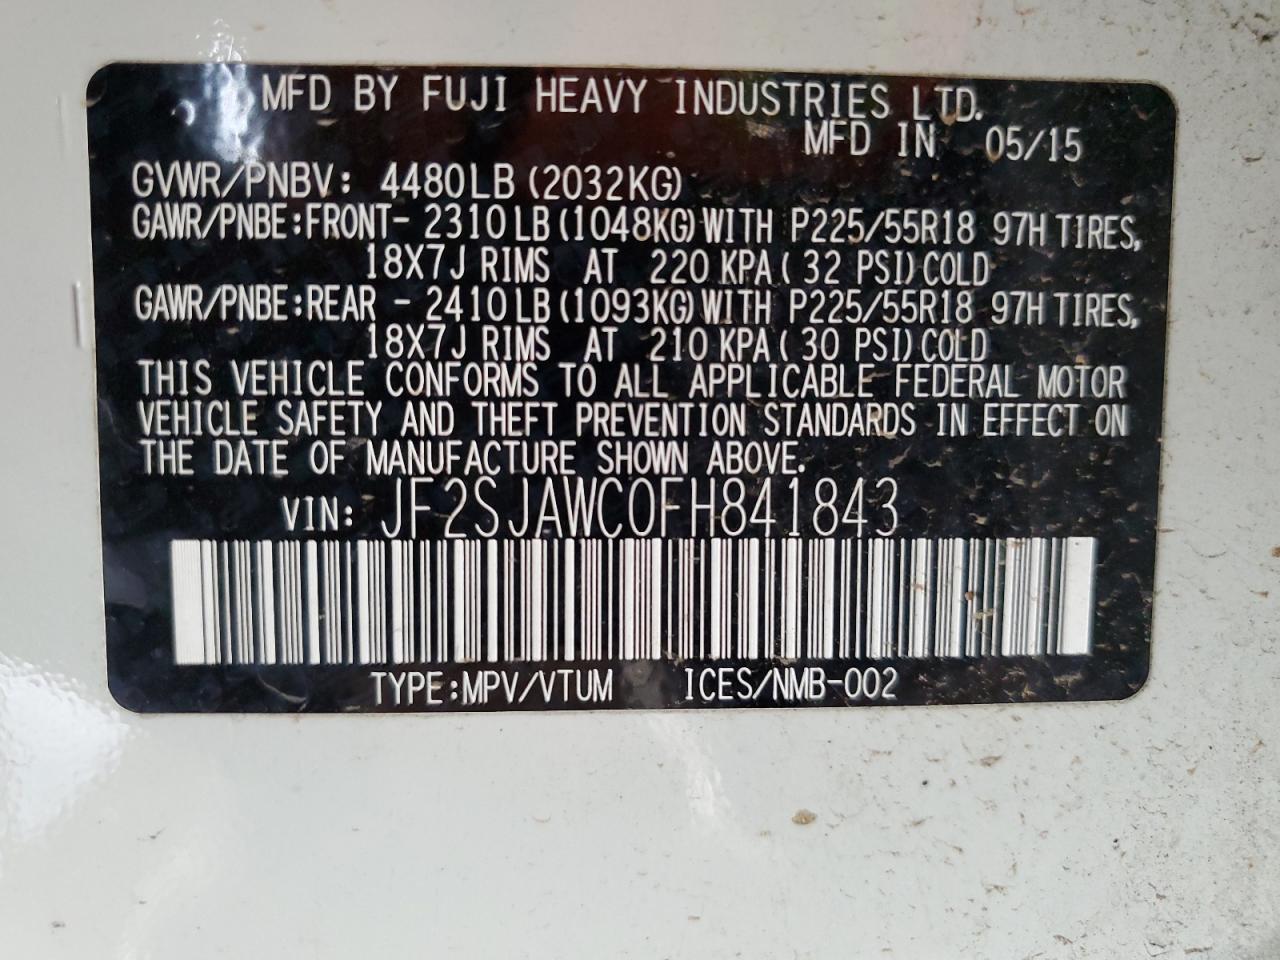 MFD BY FUJI HEAVY INDUSTRIES LTD.
MFD IN 05/15
GVWR/PNBV: 4480LB (2032KG)
GAWR/PNBE:FRONT- 2310LB (1048KG) WITH P225/55R18 97H TIRES,
18X7J RIMS AT 220 KPA ( 32 PSI) COLD
GAWR/PNBE:REAR - 2410LB (1093KG) WITH P225/55R18 97H TIRES,
18X7J RIMS AT 210 KPA ( 30 PSI) COLD
THIS VEHICLE CONFORMS TO ALL APPLICABLE FEDERAL MOTOR
VEHICLE SAFETY AND THEFT PREVENTION STANDARDS IN EFFECT ON
THE DATE OF MANUFACTURE SHOWN ABOVE.
VIN: JF2SJAWC0FH841843
TYPE:MPV/VTUM ICES/NMB-002